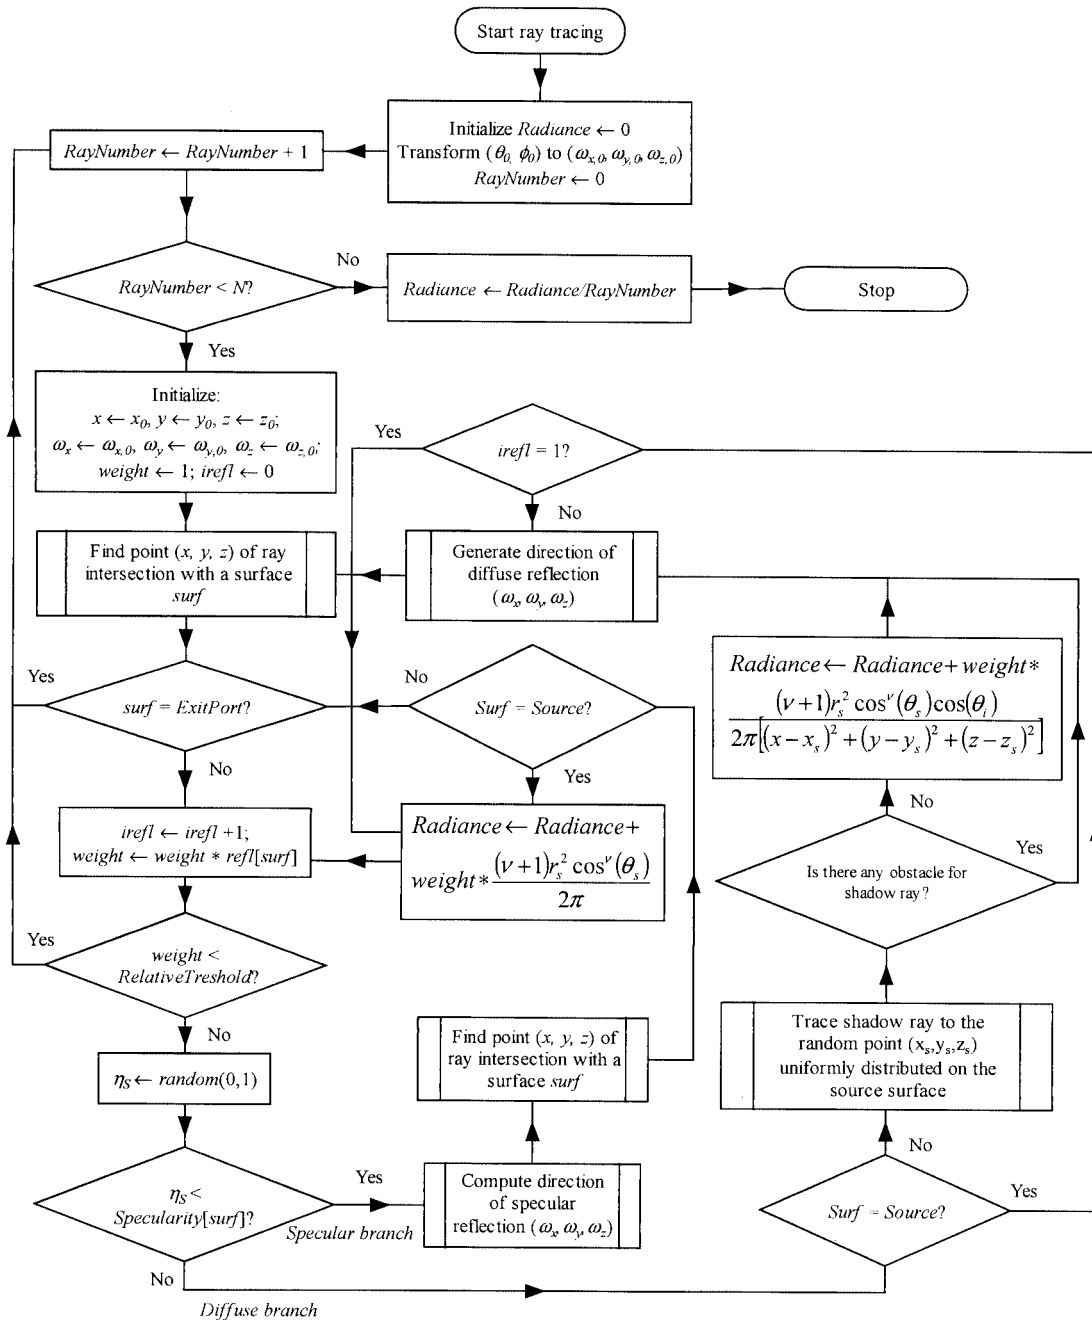 Start ray tracing
Initialize Radiance ← 0
Transform (θ0, ϕ0) to (ωx,0, ωy,0, ωz,0)
RayNumber ← 0
RayNumber ← RayNumber + 1
RayNumber < N?
No
Radiance ← Radiance/RayNumber
Stop
Yes
Initialize:
x ← x0, y ← y0, z ← z0;
ωx ← ωx,0, ωy ← ωy,0, ωz ← ωz,0;
weight ← 1; irefl ← 0
Yes
irefl = 1?
No
Find point (x, y, z) of ray
intersection with a surface
surf
Generate direction of
diffuse reflection
(ωx, ωy, ωz)
Yes
surf = ExitPort?
No
No
Surf = Source?
Yes
Radiance ← Radiance + weight*
(ν+1)rs² cosν(θs)cos(θi)
2π[(x−xs)² + (y−ys)² + (z−zs)²]
irefl ← irefl +1;
weight ← weight * refl[surf]
Radiance ← Radiance +
weight* (ν+1)rs² cosν(θs)
2π
No
Yes
Is there any obstacle for
shadow ray?
Yes
weight <
RelativeTreshold?
No
ηS ← random(0,1)
Find point (x, y, z) of
ray intersection with a
surface surf
Trace shadow ray to the
random point (xs,ys,zs)
uniformly distributed on the
source surface
No
ηS <
Specularity[surf]?
Yes
Specular branch
Compute direction
of specular
reflection (ωx, ωy, ωz)
Surf = Source?
Yes
No
Diffuse branch